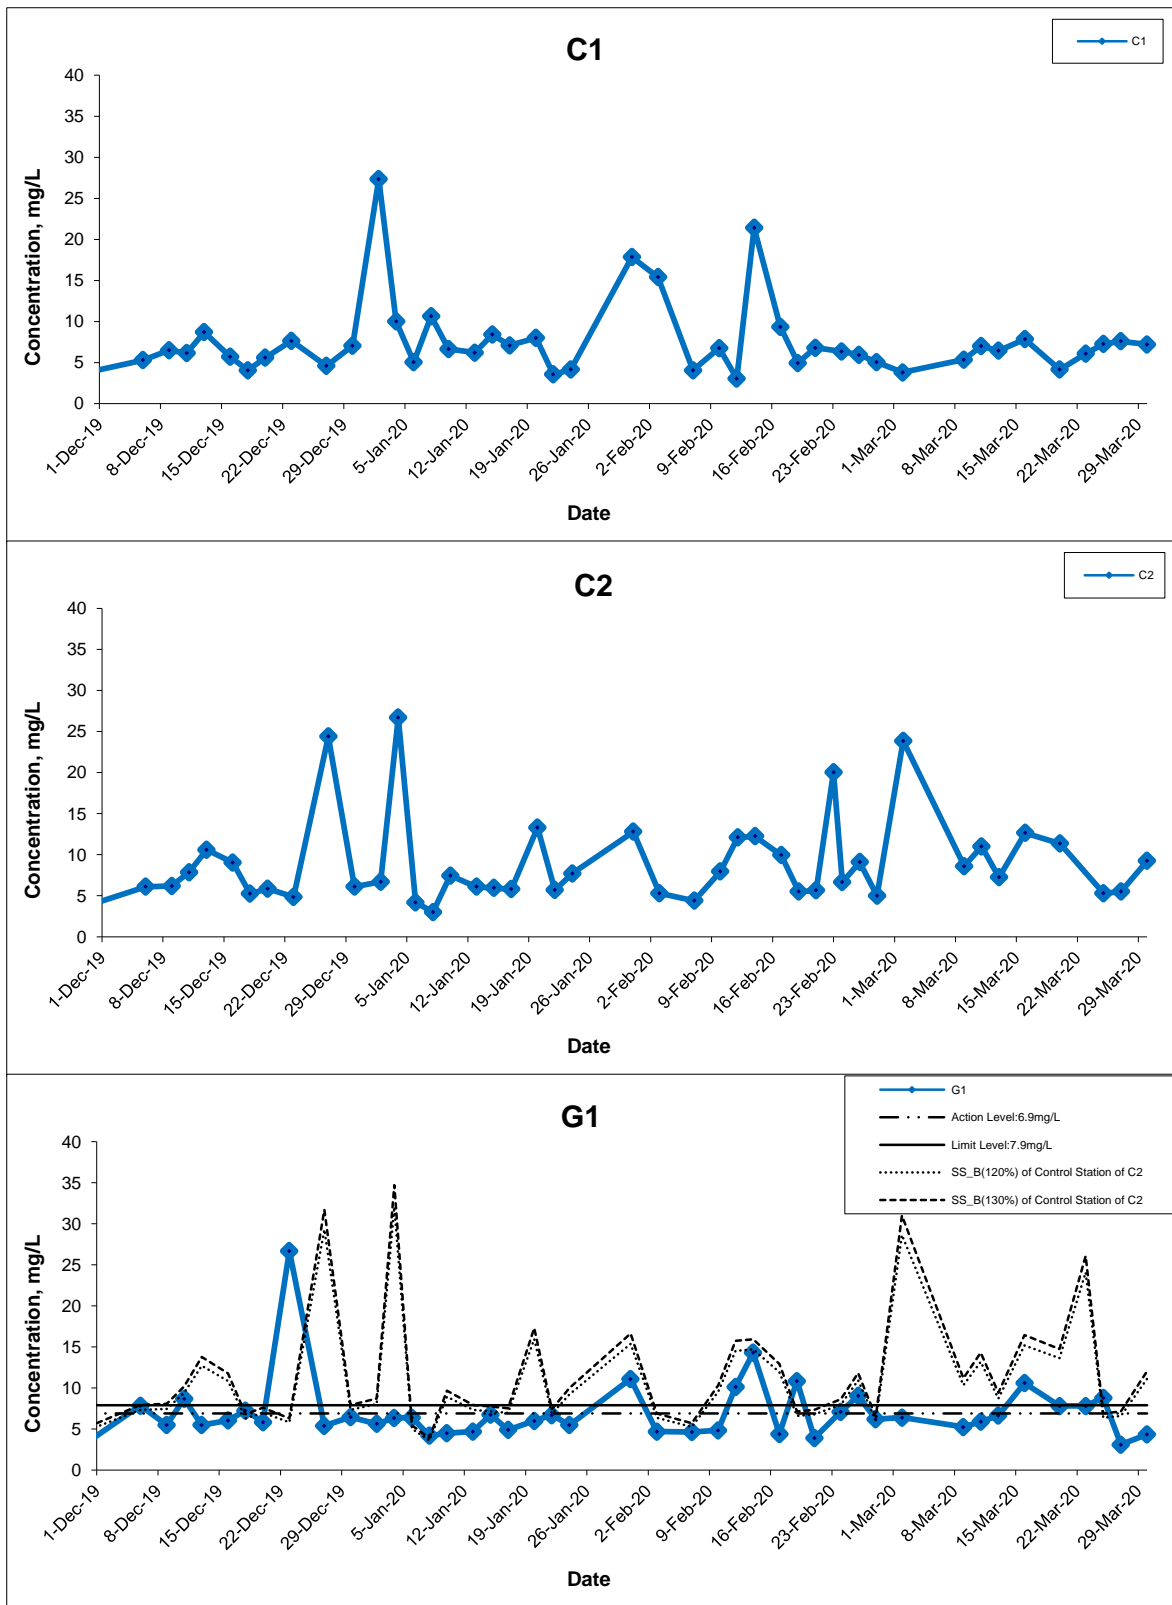 C1
C1
40
35
30
25
20
15
10
5
0
Concentration, mg/L
1-Dec-19
8-Dec-19
15-Dec-19
22-Dec-19
29-Dec-19
5-Jan-20
12-Jan-20
19-Jan-20
26-Jan-20
2-Feb-20
9-Feb-20
16-Feb-20
23-Feb-20
1-Mar-20
8-Mar-20
15-Mar-20
22-Mar-20
29-Mar-20
Date
C2
C2
40
35
30
25
20
15
10
5
0
Concentration, mg/L
1-Dec-19
8-Dec-19
15-Dec-19
22-Dec-19
29-Dec-19
5-Jan-20
12-Jan-20
19-Jan-20
26-Jan-20
2-Feb-20
9-Feb-20
16-Feb-20
23-Feb-20
1-Mar-20
8-Mar-20
15-Mar-20
22-Mar-20
29-Mar-20
Date
G1
G1
Action Level:6.9mg/L
Limit Level:7.9mg/L
SS_B(120%) of Control Station of C2
SS_B(130%) of Control Station of C2
40
35
30
25
20
15
10
5
0
Concentration, mg/L
1-Dec-19
8-Dec-19
15-Dec-19
22-Dec-19
29-Dec-19
5-Jan-20
12-Jan-20
19-Jan-20
26-Jan-20
2-Feb-20
9-Feb-20
16-Feb-20
23-Feb-20
1-Mar-20
8-Mar-20
15-Mar-20
22-Mar-20
29-Mar-20
Date